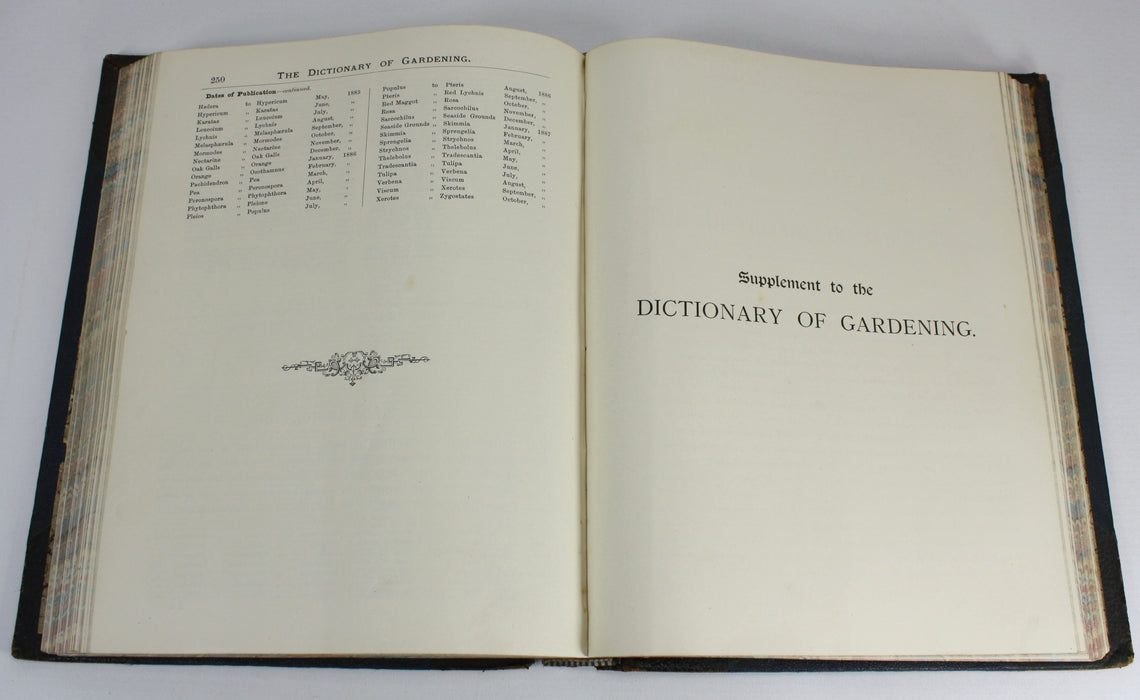 250
THE DICTIONARY OF GARDENING.
Dates of Publication—continued.
Hedera to Hypericum May, 1885
Hypericum „ Karatas June, „
Karatas „ Leucoium July, „
Leucoium „ Lychnis August, „
Lychnis „ Melasphærula September, „
Melasphærula „ Mormodes October, „
Mormodes „ Nectarine November, „
Nectarine „ Oak Galls December, „
Oak Galls „ Orange January, 1886
Orange „ Ozothamnus February, „
Pachidendron „ Pea March, „
Pea „ Peronospora April, „
Peronospora „ Phytophthora May, „
Phytophthora „ Pleione June, „
Pleios „ Populus July, „
Populus to Pteris August, 1886
Pteris „ Red Lychnis September, „
Red Maggot „ Rosa October, „
Rosa „ Sarcochilus November, „
Sarcochilus „ Seaside Grounds December, „
Seaside Grounds „ Skimmia January, 1887
Skimmia „ Sprengelia February, „
Sprengelia „ Strychnos March, „
Strychnos „ Thelebolus April, „
Thelebolus „ Tradescantia May, „
Tradescantia „ Tulipa June, „
Tulipa „ Verbena July, „
Verbena „ Viscum August, „
Viscum „ Xerotes September, „
Xerotes „ Zygostates October, „
Supplement to the
DICTIONARY OF GARDENING.